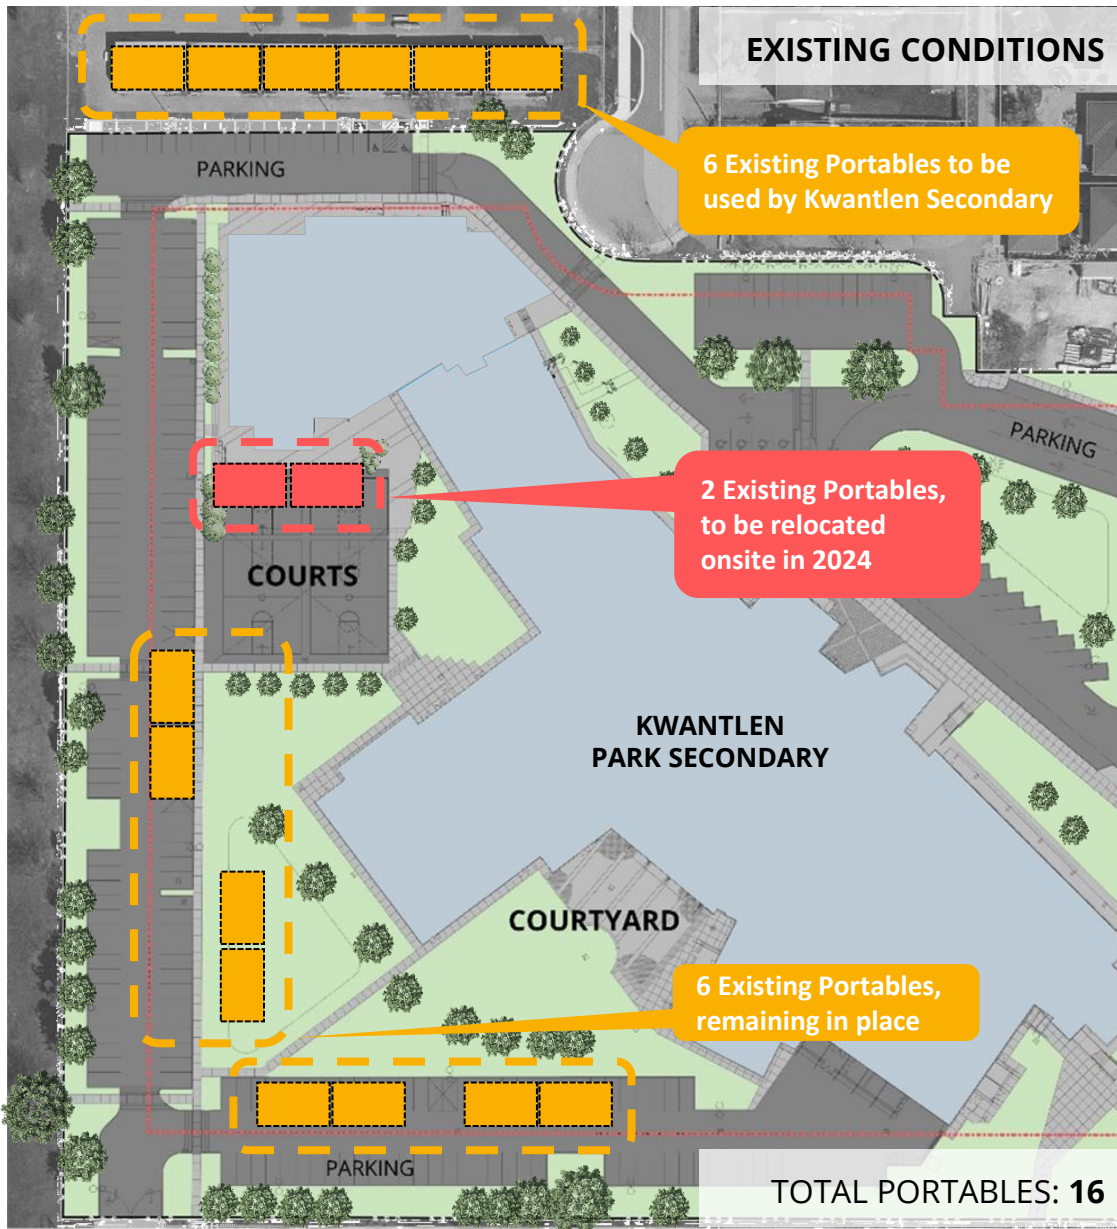 EXISTING CONDITIONS
6 Existing Portables to be
used by Kwantlen Secondary
PARKING
PARKING
2 Existing Portables,
to be relocated
onsite in 2024
COURTS
KWANTLEN
PARK SECONDARY
COURTYARD
6 Existing Portables,
remaining in place
PARKING
TOTAL PORTABLES: 16